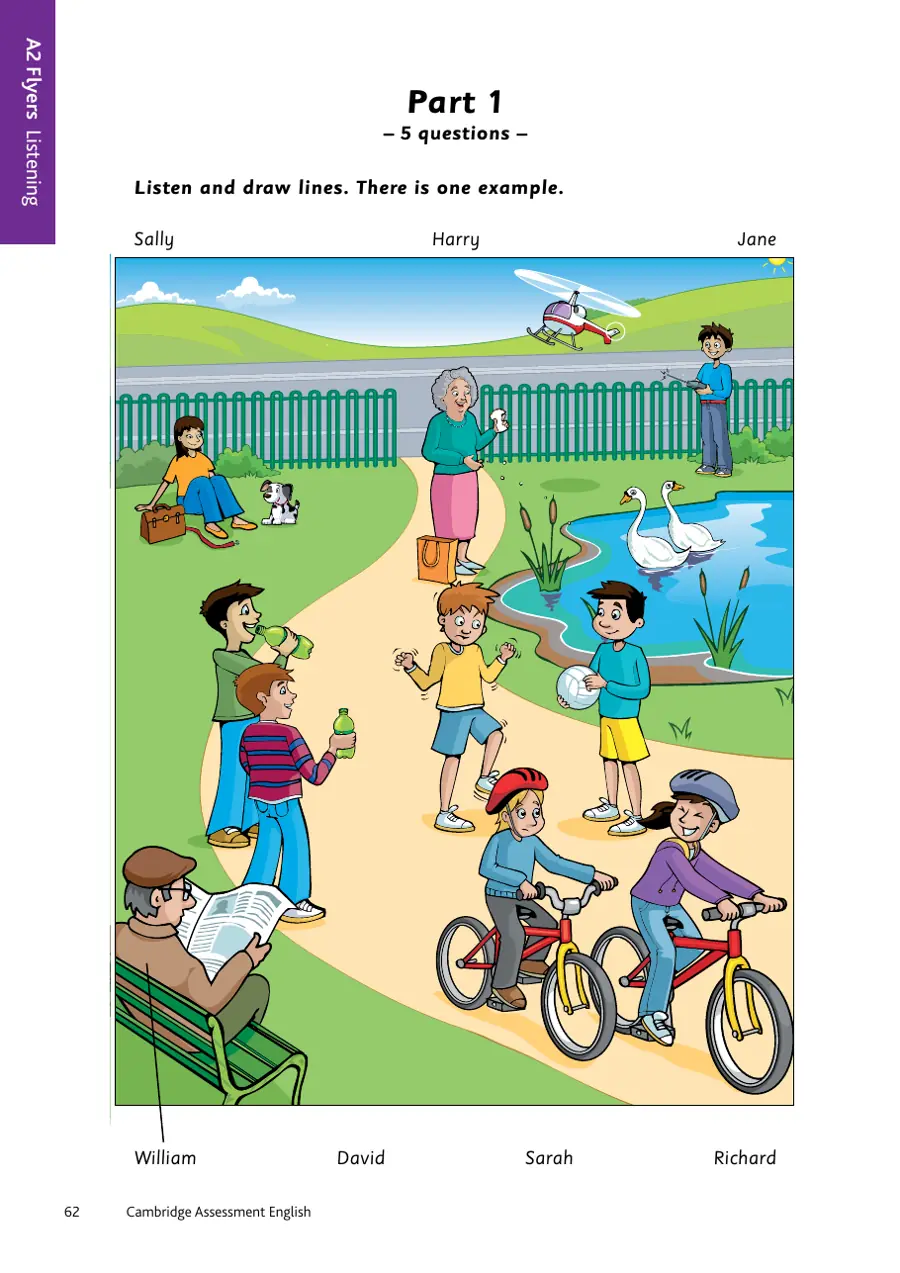 A2 Flyers Listening
Part 1
– 5 questions –
Listen and draw lines. There is one example.
Sally Harry Jane
William David Sarah Richard
62 Cambridge Assessment English